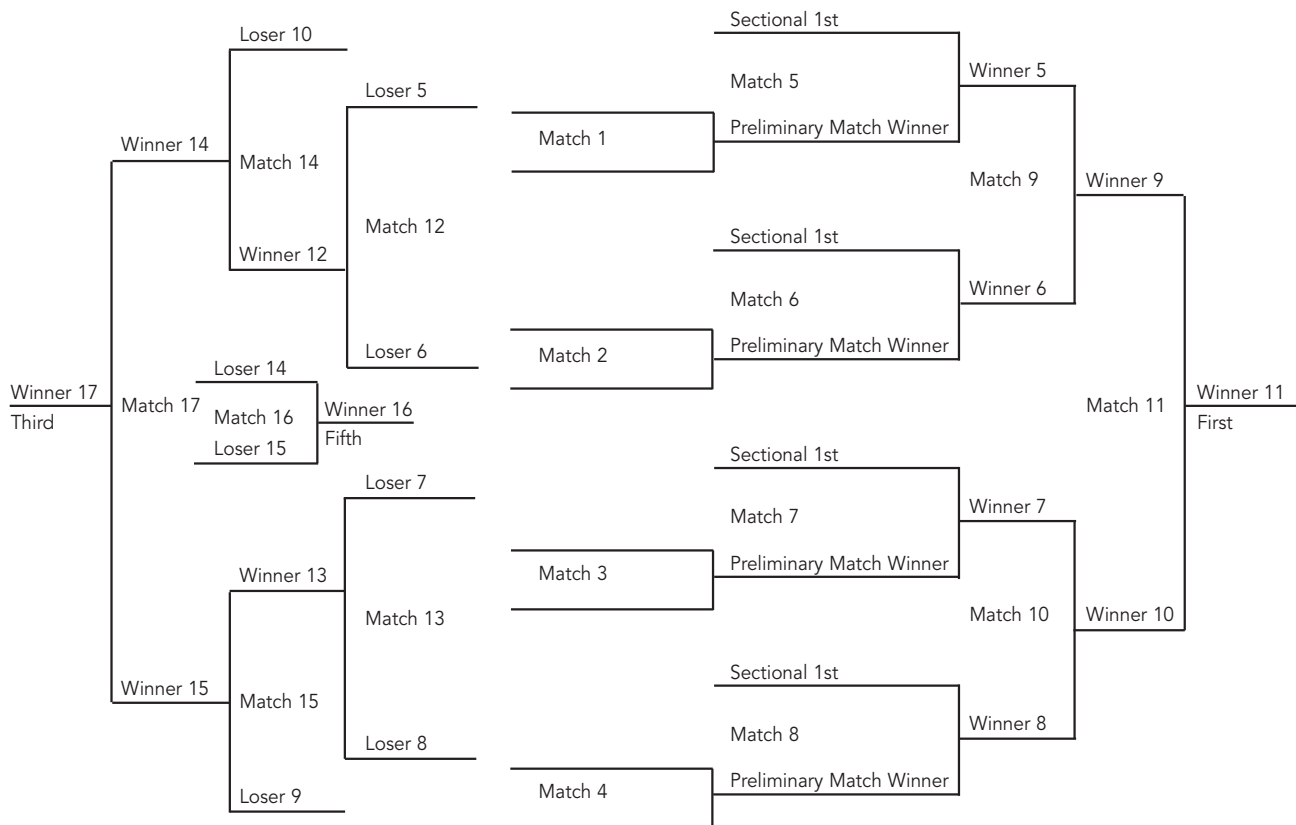 Sectional 1st
Loser 10
Winner 5
Match 5
Loser 5
Preliminary Match Winner
Match 1
Winner 14
Match 14
Match 9
Winner 9
Match 12
Sectional 1st
Winner 12
Winner 6
Match 6
Preliminary Match Winner
Loser 6
Match 2
Loser 14
Winner 17
Winner 11
Match 17
Match 11
Winner 16
Match 16
Third
First
Fifth
Loser 15
Sectional 1st
Loser 7
Winner 7
Match 7
Preliminary Match Winner
Match 3
Winner 13
Match 13
Match 10
Winner 10
Sectional 1st
Winner 15
Match 15
Winner 8
Match 8
Loser 8
Preliminary Match Winner
Match 4
Loser 9